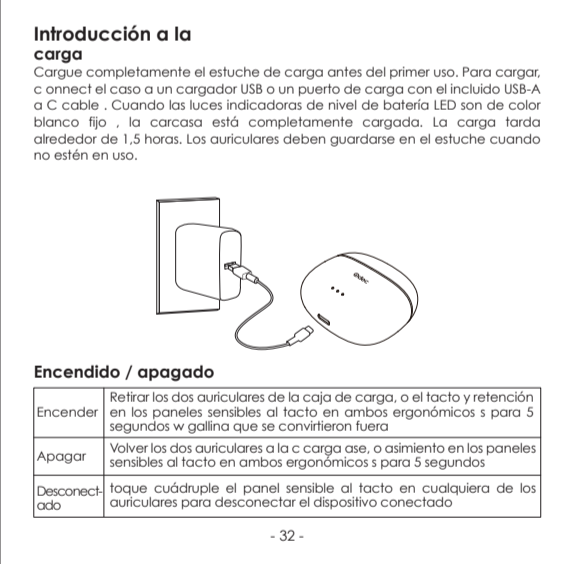 Introducción a la
carga
Cargue completamente el estuche de carga antes del primer uso. Para cargar,
c onnect el caso a un cargador USB o un puerto de carga con el incluido USB-A
a C cable . Cuando las luces indicadoras de nivel de batería LED son de color
blanco fijo , la carcasa está completamente cargada. La carga tarda
alrededor de 1,5 horas. Los auriculares deben guardarse en el estuche cuando
no estén en uso.
Encendido / apagado
Encender
Retirar los dos auriculares de la caja de carga, o el tacto y retención
en los paneles sensibles al tacto en ambos ergonómicos s para 5
segundos w gallina que se convirtieron fuera
Apagar
Volver los dos auriculares a la c carga ase, o asimiento en los paneles
sensibles al tacto en ambos ergonómicos s para 5 segundos
Desconect-
ado
toque cuádruple el panel sensible al tacto en cualquiera de los
auriculares para desconectar el dispositivo conectado
- 32 -